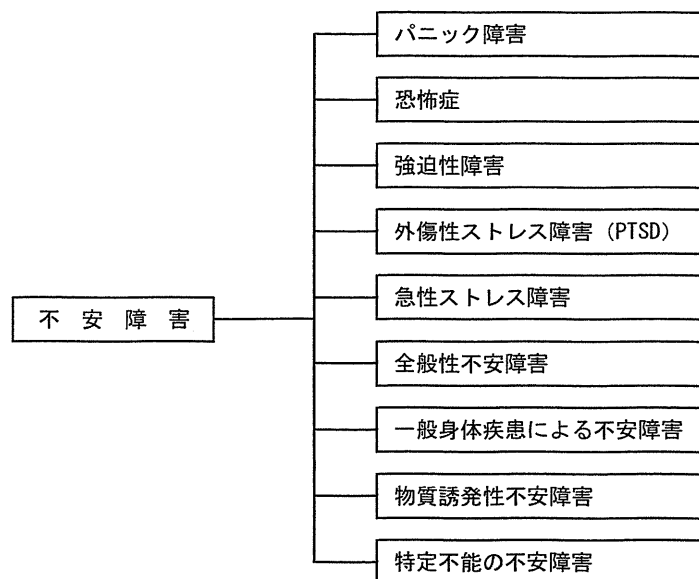 パニック障害
恐怖症
強迫性障害
外傷性ストレス障害 (PTSD)
急性ストレス障害
不安障害
全般性不安障害
一般身体疾患による不安障害
物質誘発性不安障害
特定不能の不安障害